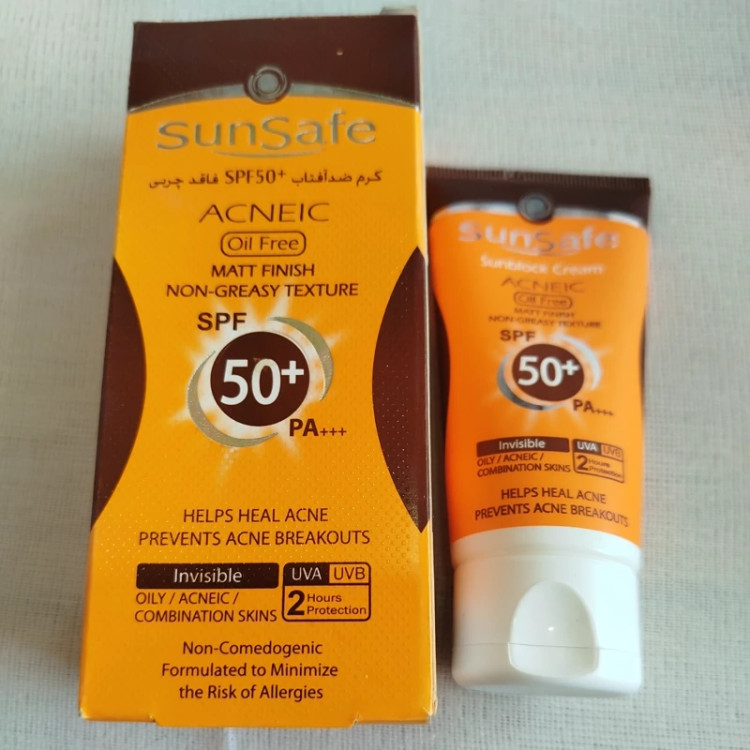 SunSafe
کرم ضدآفتاب SPF50+ فاقد چربی
ACNEIC
Oil Free
MATT FINISH
NON-GREASY TEXTURE
SPF
50+
PA+++
HELPS HEAL ACNE
PREVENTS ACNE BREAKOUTS
Invisible
OILY / ACNEIC /
COMBINATION SKINS
UVA UVB
2 Hours
Protection
Non-Comedogenic
Formulated to Minimize
the Risk of Allergies
SunSafe
Sunblock Cream
ACNEIC
Oil Free
MATT FINISH
NON-GREASY TEXTURE
SPF
50+
PA+++
Invisible
OILY / ACNEIC /
COMBINATION SKINS
UVA UVB
2 Hours
Protection
HELPS HEAL ACNE
PREVENTS ACNE BREAKOUTS